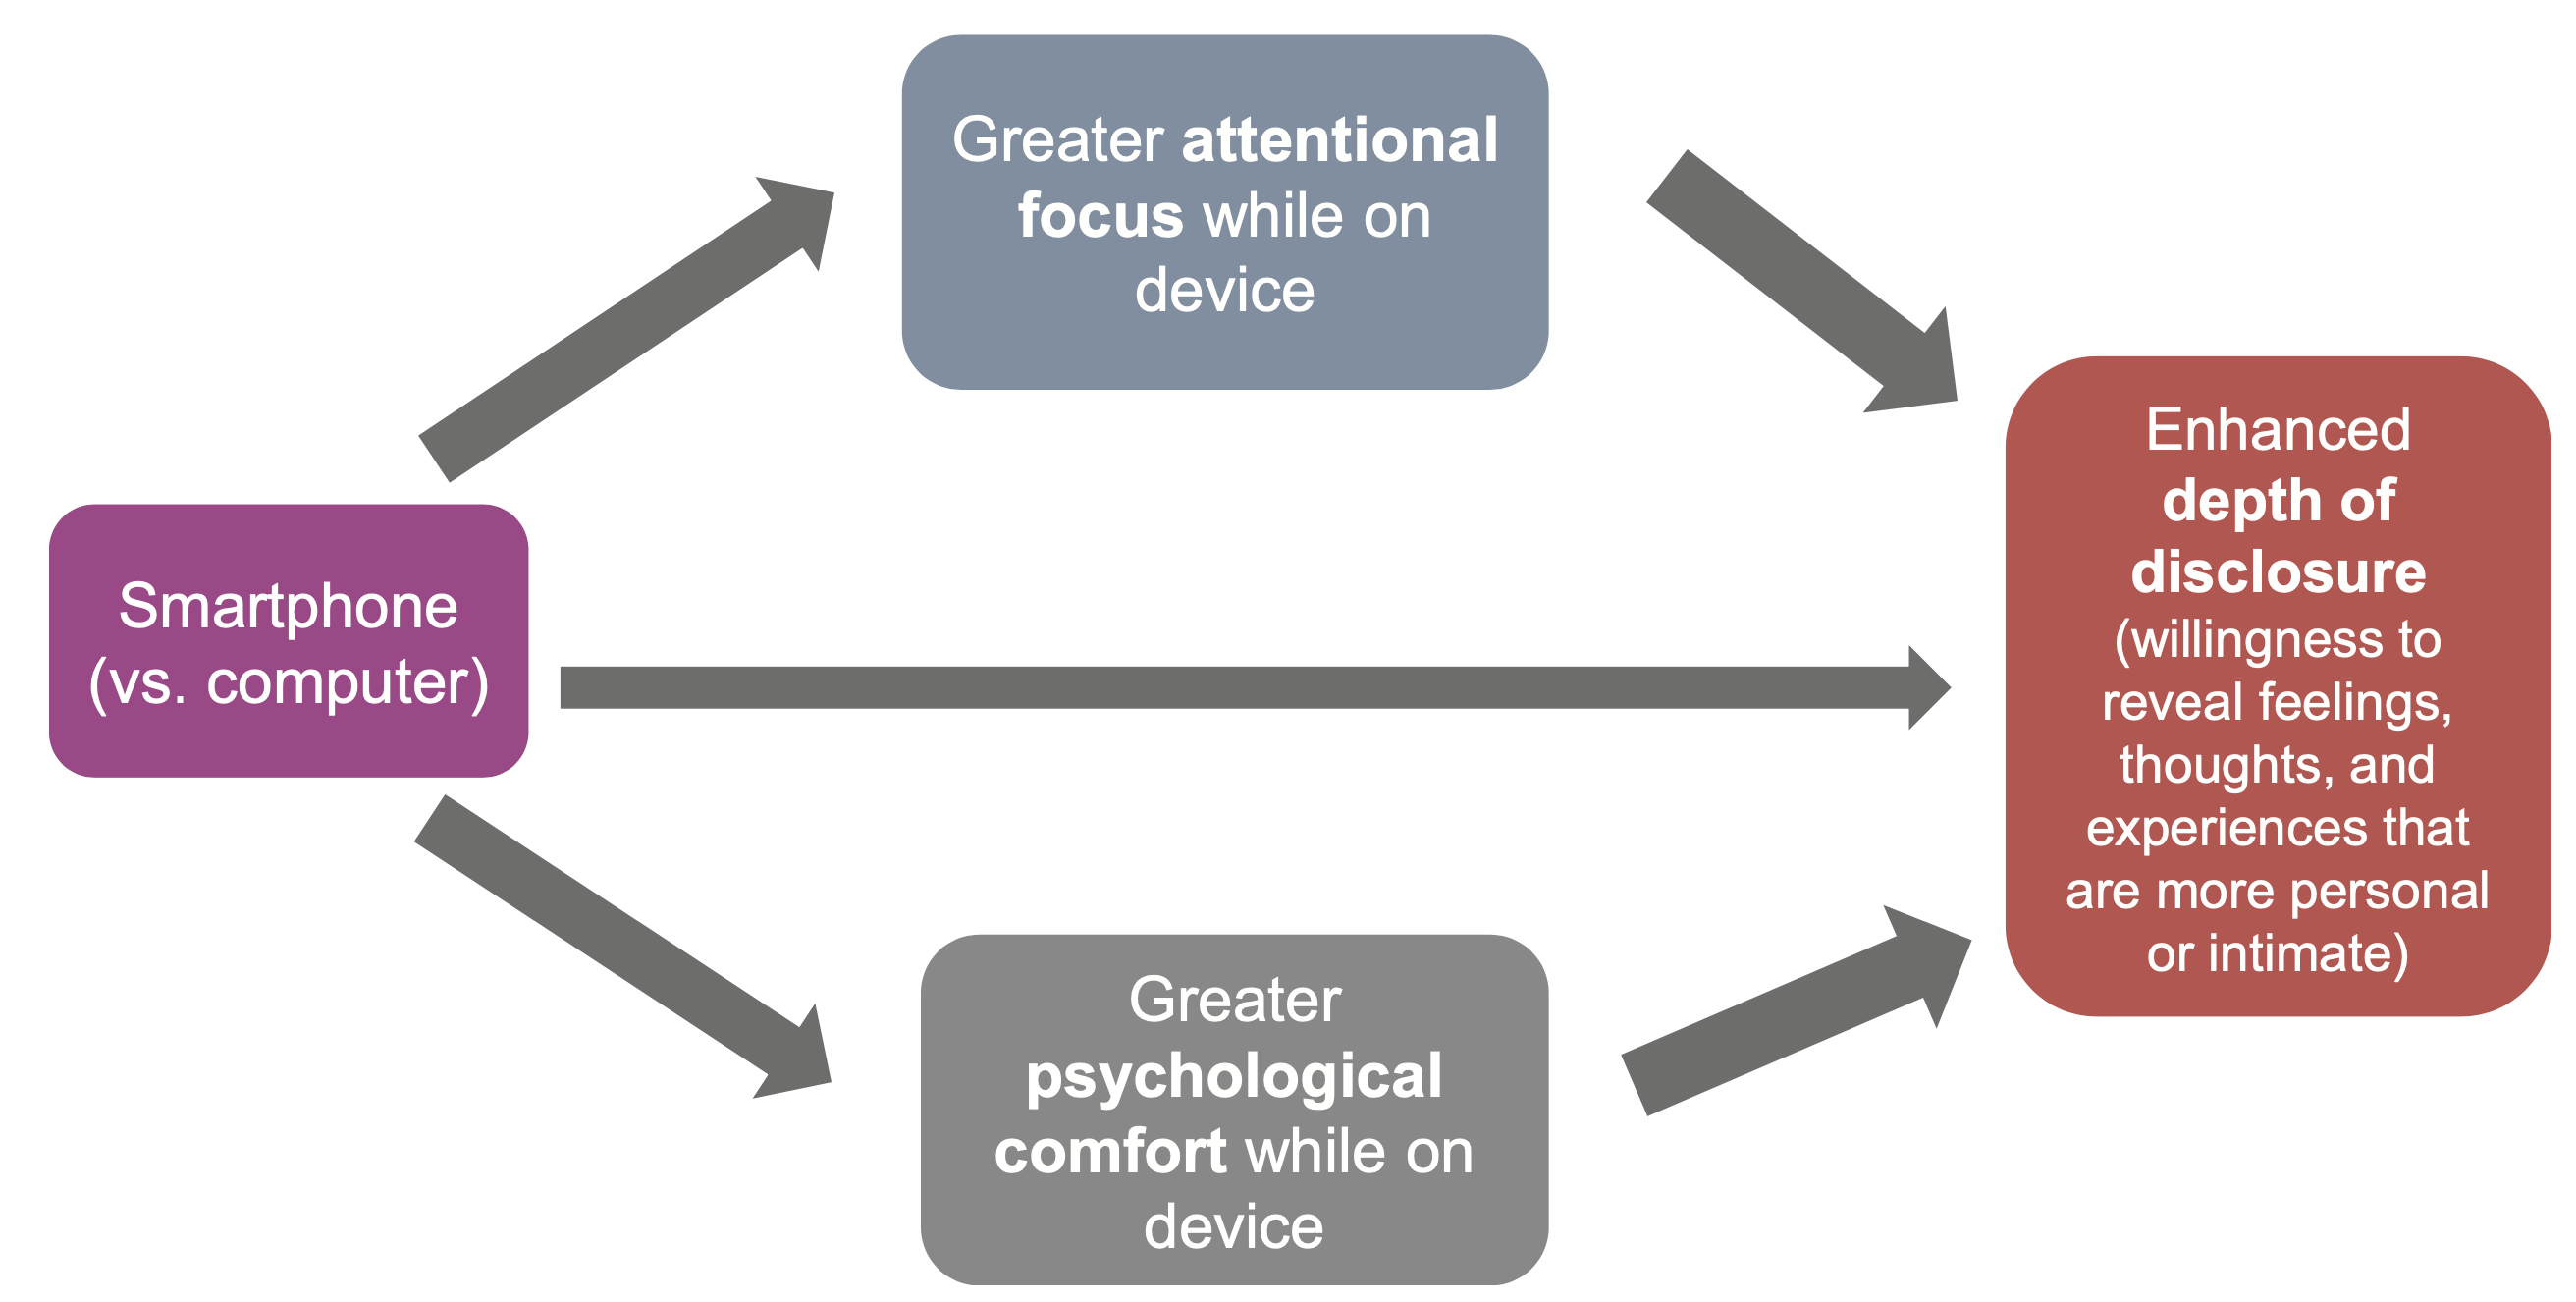 Greater attentional
focus while on
device
Smartphone
(vs. computer)
Enhanced
depth of
disclosure
(willingness to
reveal feelings,
thoughts, and
experiences that
are more personal
or intimate)
Greater
psychological
comfort while on
device